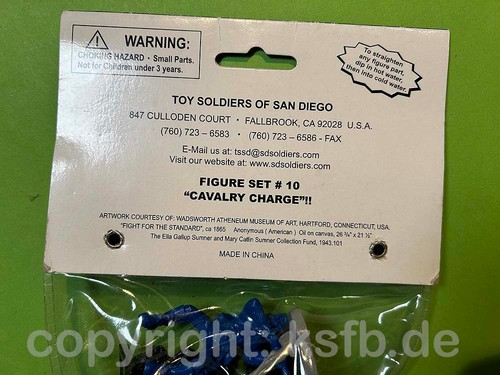 WARNING:
CHOKING HAZARD • Small Parts.
Not for Children under 3 years.
To straighten
any figure part,
dip in hot water,
then into cold water.
TOY SOLDIERS OF SAN DIEGO
847 CULLODEN COURT • FALLBROOK, CA 92028 U.S.A.
(760) 723 – 6583 • (760) 723 – 6586 - FAX
E-Mail us at: tssd@sdsoldiers.com
Visit our website at: www.sdsoldiers.com
FIGURE SET # 10
“CAVALRY CHARGE”!!
ARTWORK COURTESY OF: WADSWORTH ATHENEUM MUSEUM OF ART, HARTFORD, CONNECTICUT, USA.
"FIGHT FOR THE STANDARD", ca 1865 Anonymous ( American ) Oil on canvas, 26 ¾" x 21 ½"
The Ella Gallup Sumner and Mary Catlin Sumner Collection Fund, 1943.101
MADE IN CHINA
copyright ksfb.de